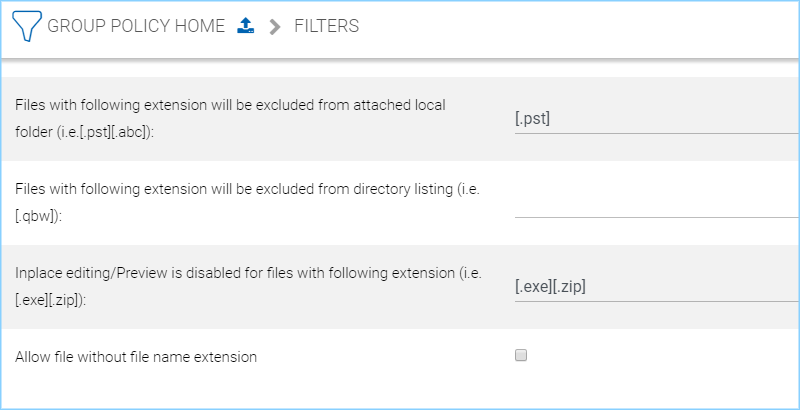 GROUP POLICY HOME FILTERS
Files with following extension will be excluded from attached local
folder (i.e.[.pst][.abc]):
[.pst]
Files with following extension will be excluded from directory listing (i.e.
[.qbw]):
Inplace editing/Preview is disabled for files with following extension (i.e.
[.exe][.zip]):
[.exe][.zip]
Allow file without file name extension